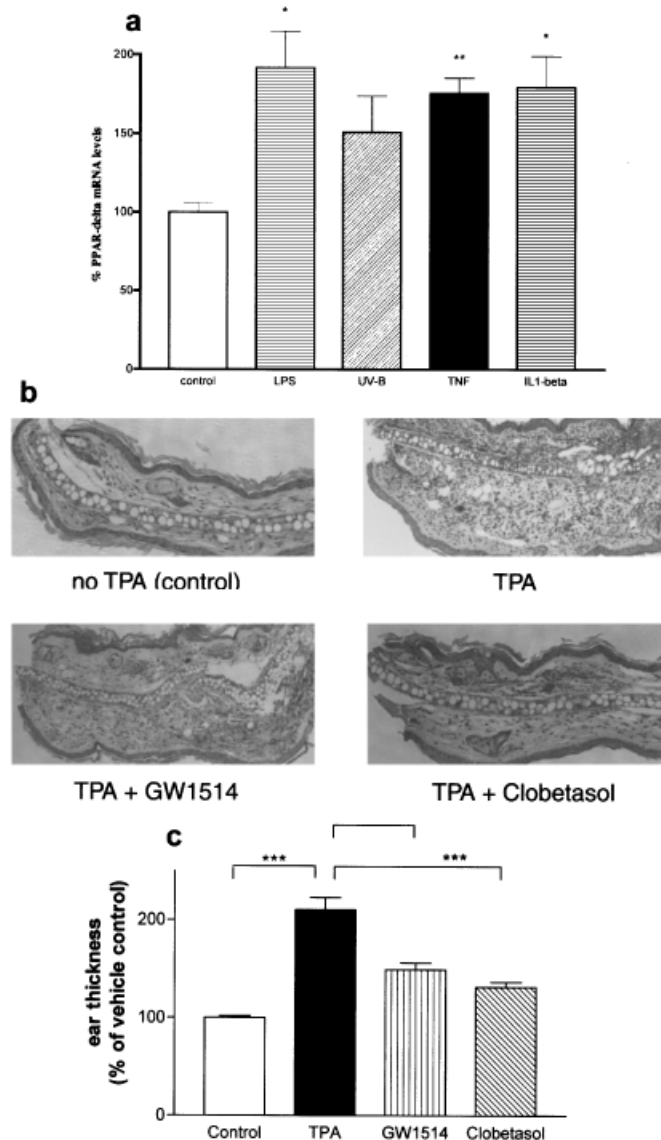 a
*
200
**
*
150
100
50
0
% PPAR-delta mRNA levels
control LPS UV-B TNF IL1-beta
b
no TPA (control) TPA
TPA + GW1514 TPA + Clobetasol
c
*** ***
200
100
0
ear thickness
(% of vehicle control)
Control TPA GW1514 Clobetasol